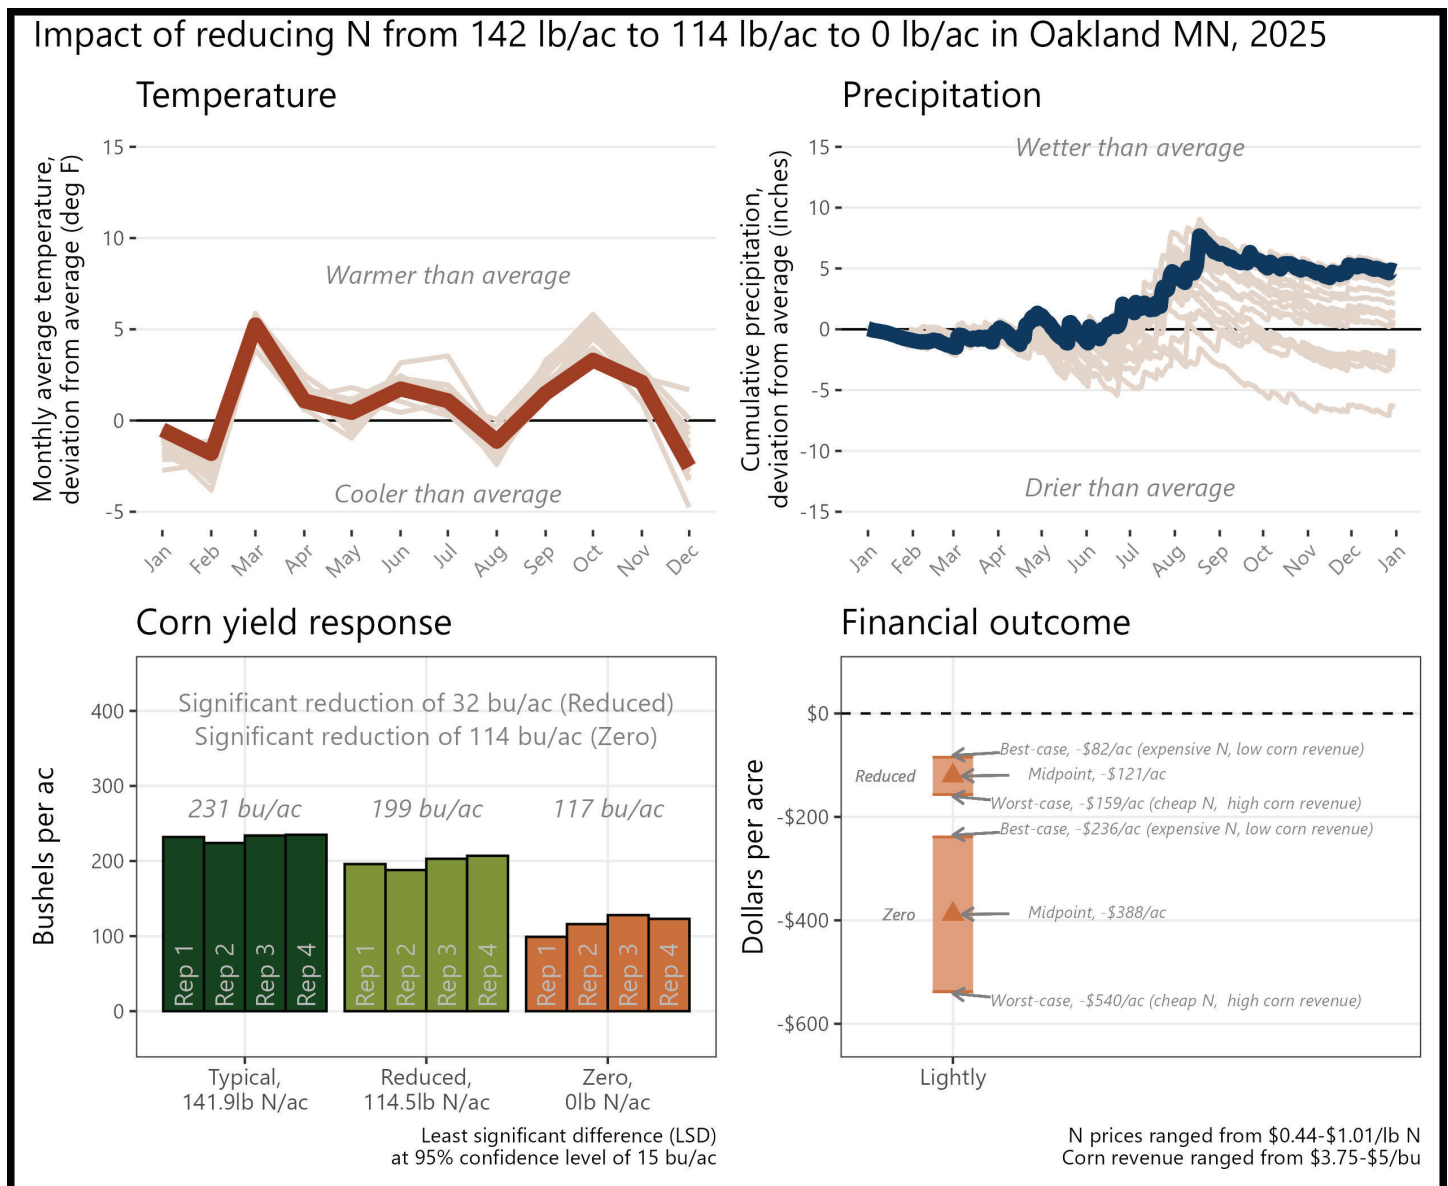 Impact of reducing N from 142 lb/ac to 114 lb/ac to 0 lb/ac in Oakland MN, 2025
Temperature
Monthly average temperature,
deviation from average (deg F)
15
10
5
0
-5
Warmer than average
Cooler than average
Jan
Feb
Mar
Apr
May
Jun
Jul
Aug
Sep
Oct
Nov
Dec
Precipitation
Cumulative precipitation,
deviation from average (inches)
15
10
5
0
-5
-10
-15
Wetter than average
Drier than average
Jan
Feb
Mar
Apr
May
Jun
Jul
Aug
Sep
Oct
Nov
Dec
Jan
Corn yield response
Bushels per ac
400
300
200
100
0
Significant reduction of 32 bu/ac (Reduced)
Significant reduction of 114 bu/ac (Zero)
231 bu/ac
199 bu/ac
117 bu/ac
Rep 1
Rep 2
Rep 3
Rep 4
Rep 1
Rep 2
Rep 3
Rep 4
Rep 1
Rep 2
Rep 3
Rep 4
Typical,
141.9lb N/ac
Reduced,
114.5lb N/ac
Zero,
0lb N/ac
Least significant difference (LSD)
at 95% confidence level of 15 bu/ac
Financial outcome
Dollars per acre
$0
-$200
-$400
-$600
Best-case, -$82/ac (expensive N, low corn revenue)
Reduced
Midpoint, -$121/ac
Worst-case, -$159/ac (cheap N, high corn revenue)
Best-case, -$236/ac (expensive N, low corn revenue)
Zero
Midpoint, -$388/ac
Worst-case, -$540/ac (cheap N, high corn revenue)
Lightly
N prices ranged from $0.44-$1.01/lb N
Corn revenue ranged from $3.75-$5/bu